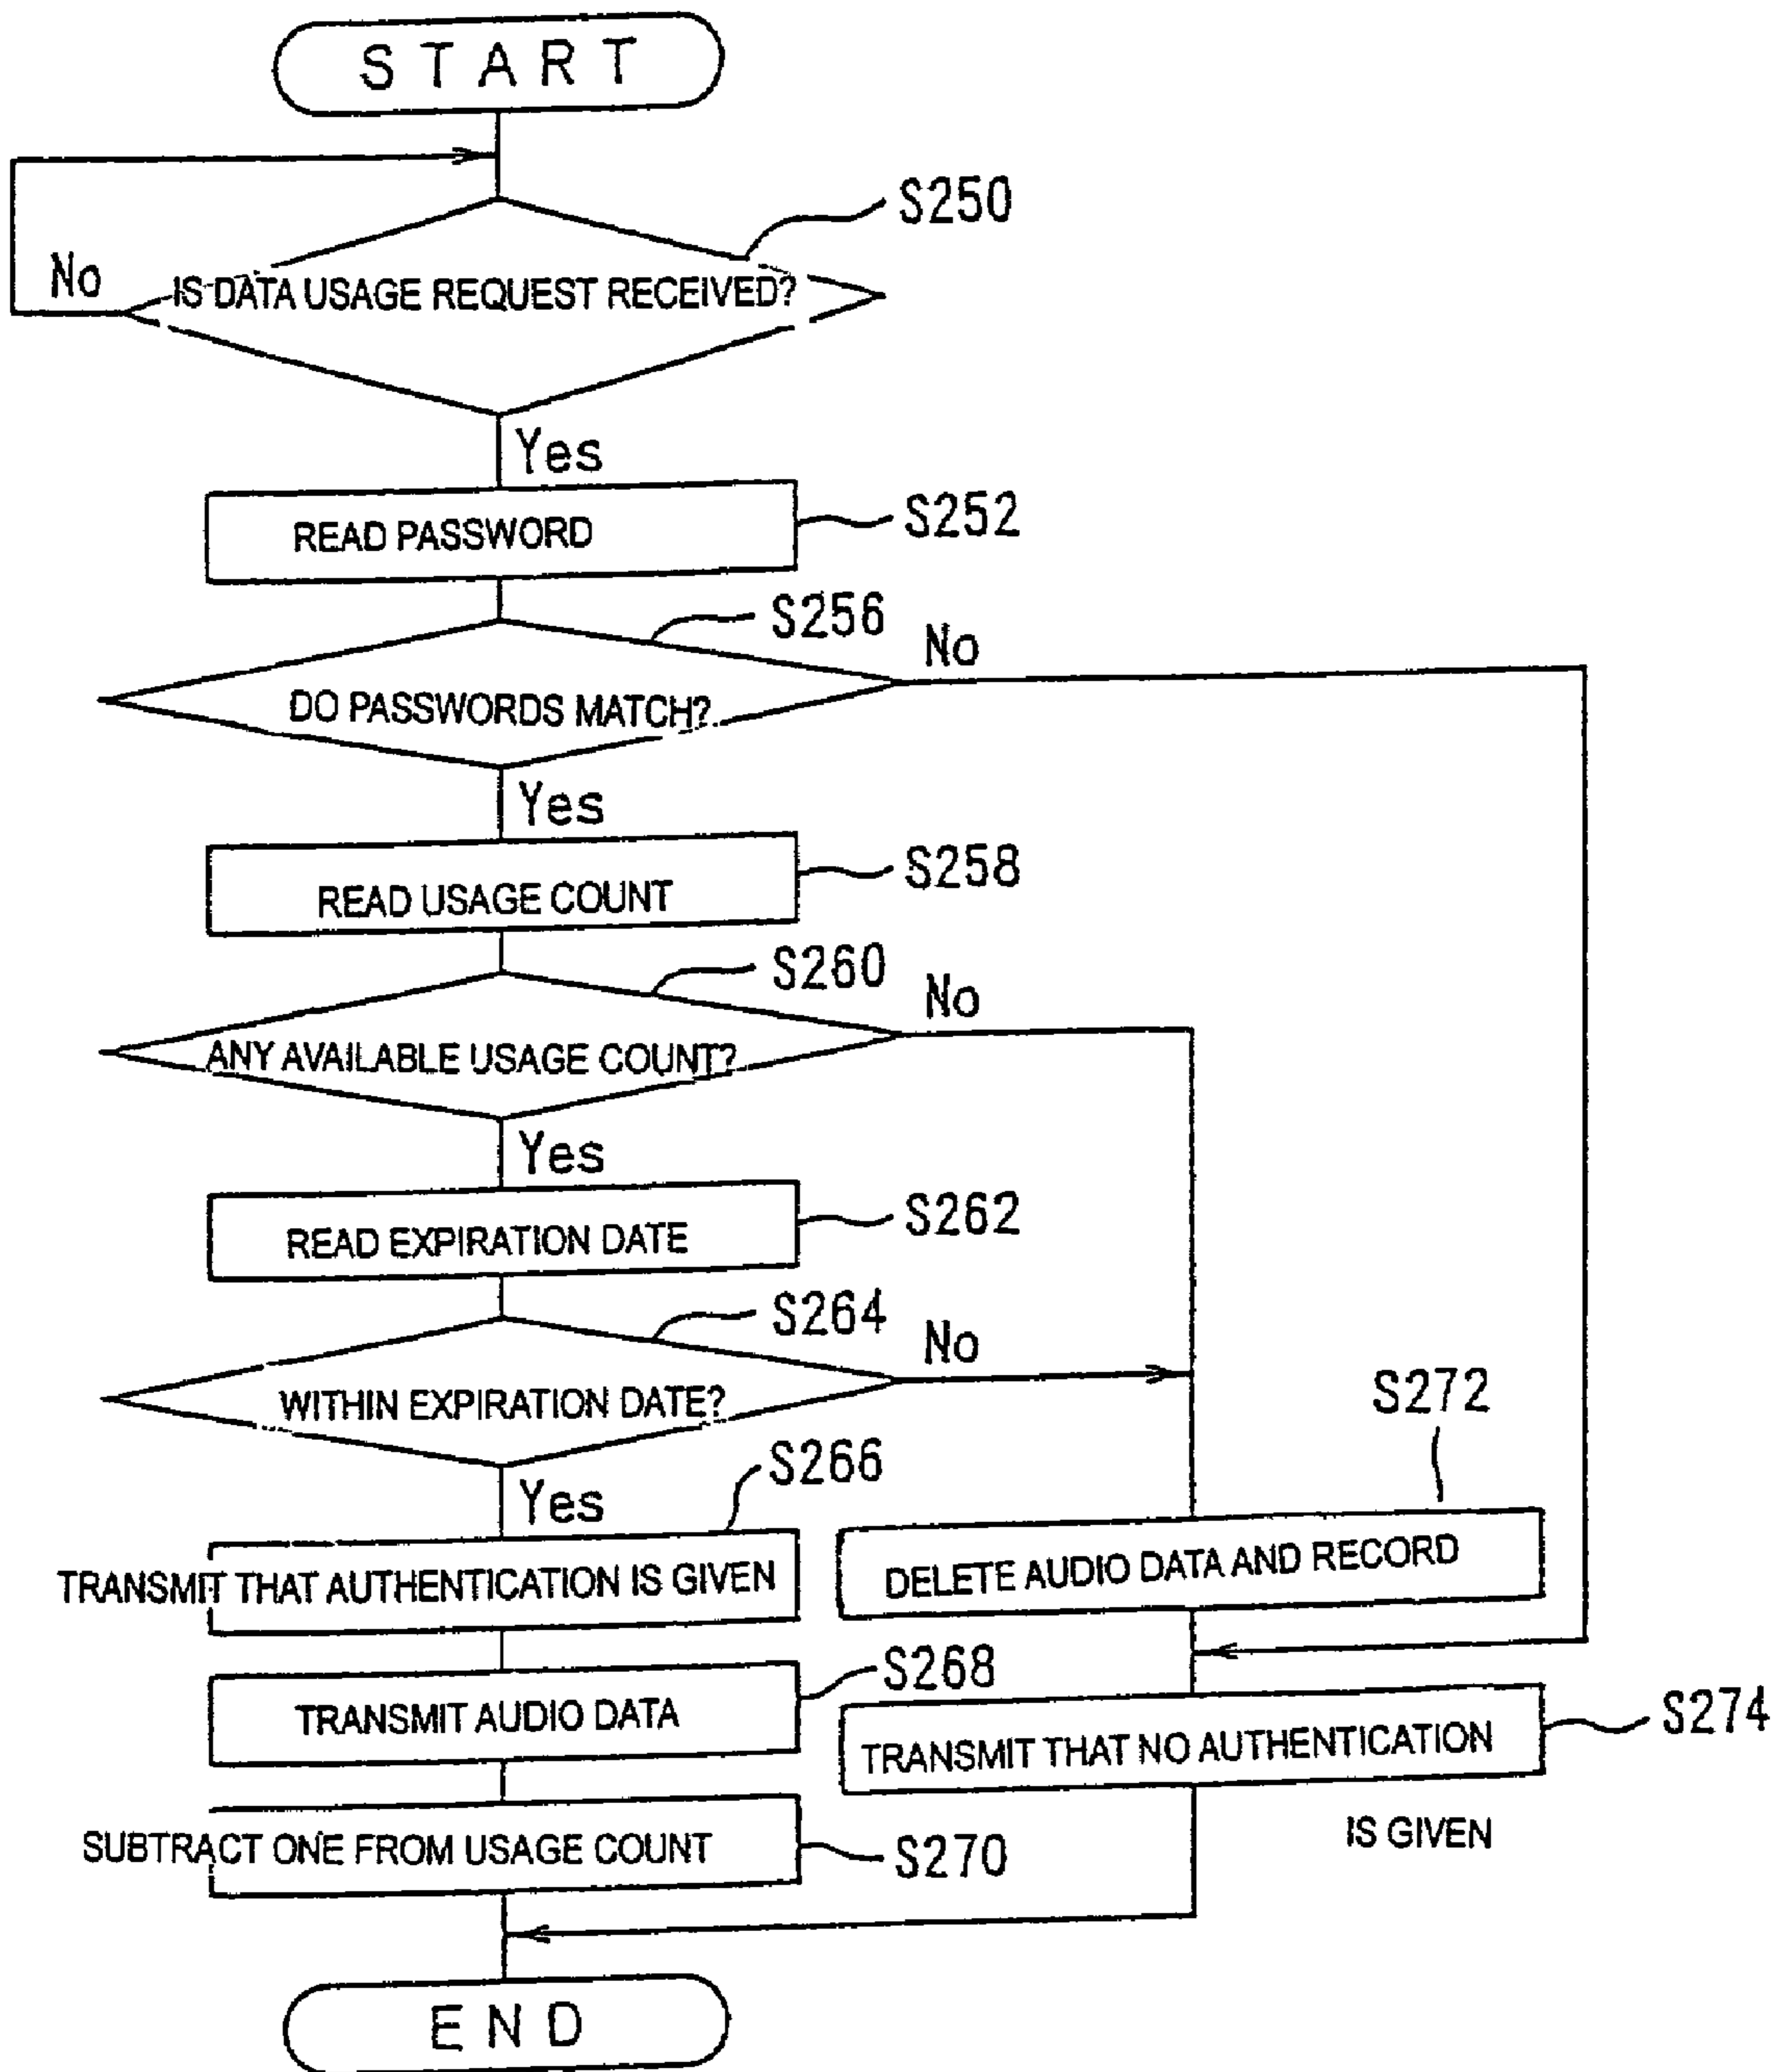 START
S250
No
IS DATA USAGE REQUEST RECEIVED?
Yes
READ PASSWORD
S252
S256
No
DO PASSWORDS MATCH?
Yes
READ USAGE COUNT
S258
S260
No
ANY AVAILABLE USAGE COUNT?
Yes
READ EXPIRATION DATE
S262
S264
No
WITHIN EXPIRATION DATE?
S272
S266
Yes
TRANSMIT THAT AUTHENTICATION IS GIVEN
DELETE AUDIO DATA AND RECORD
S268
TRANSMIT AUDIO DATA
S274
TRANSMIT THAT NO AUTHENTICATION
IS GIVEN
SUBTRACT ONE FROM USAGE COUNT
S270
END